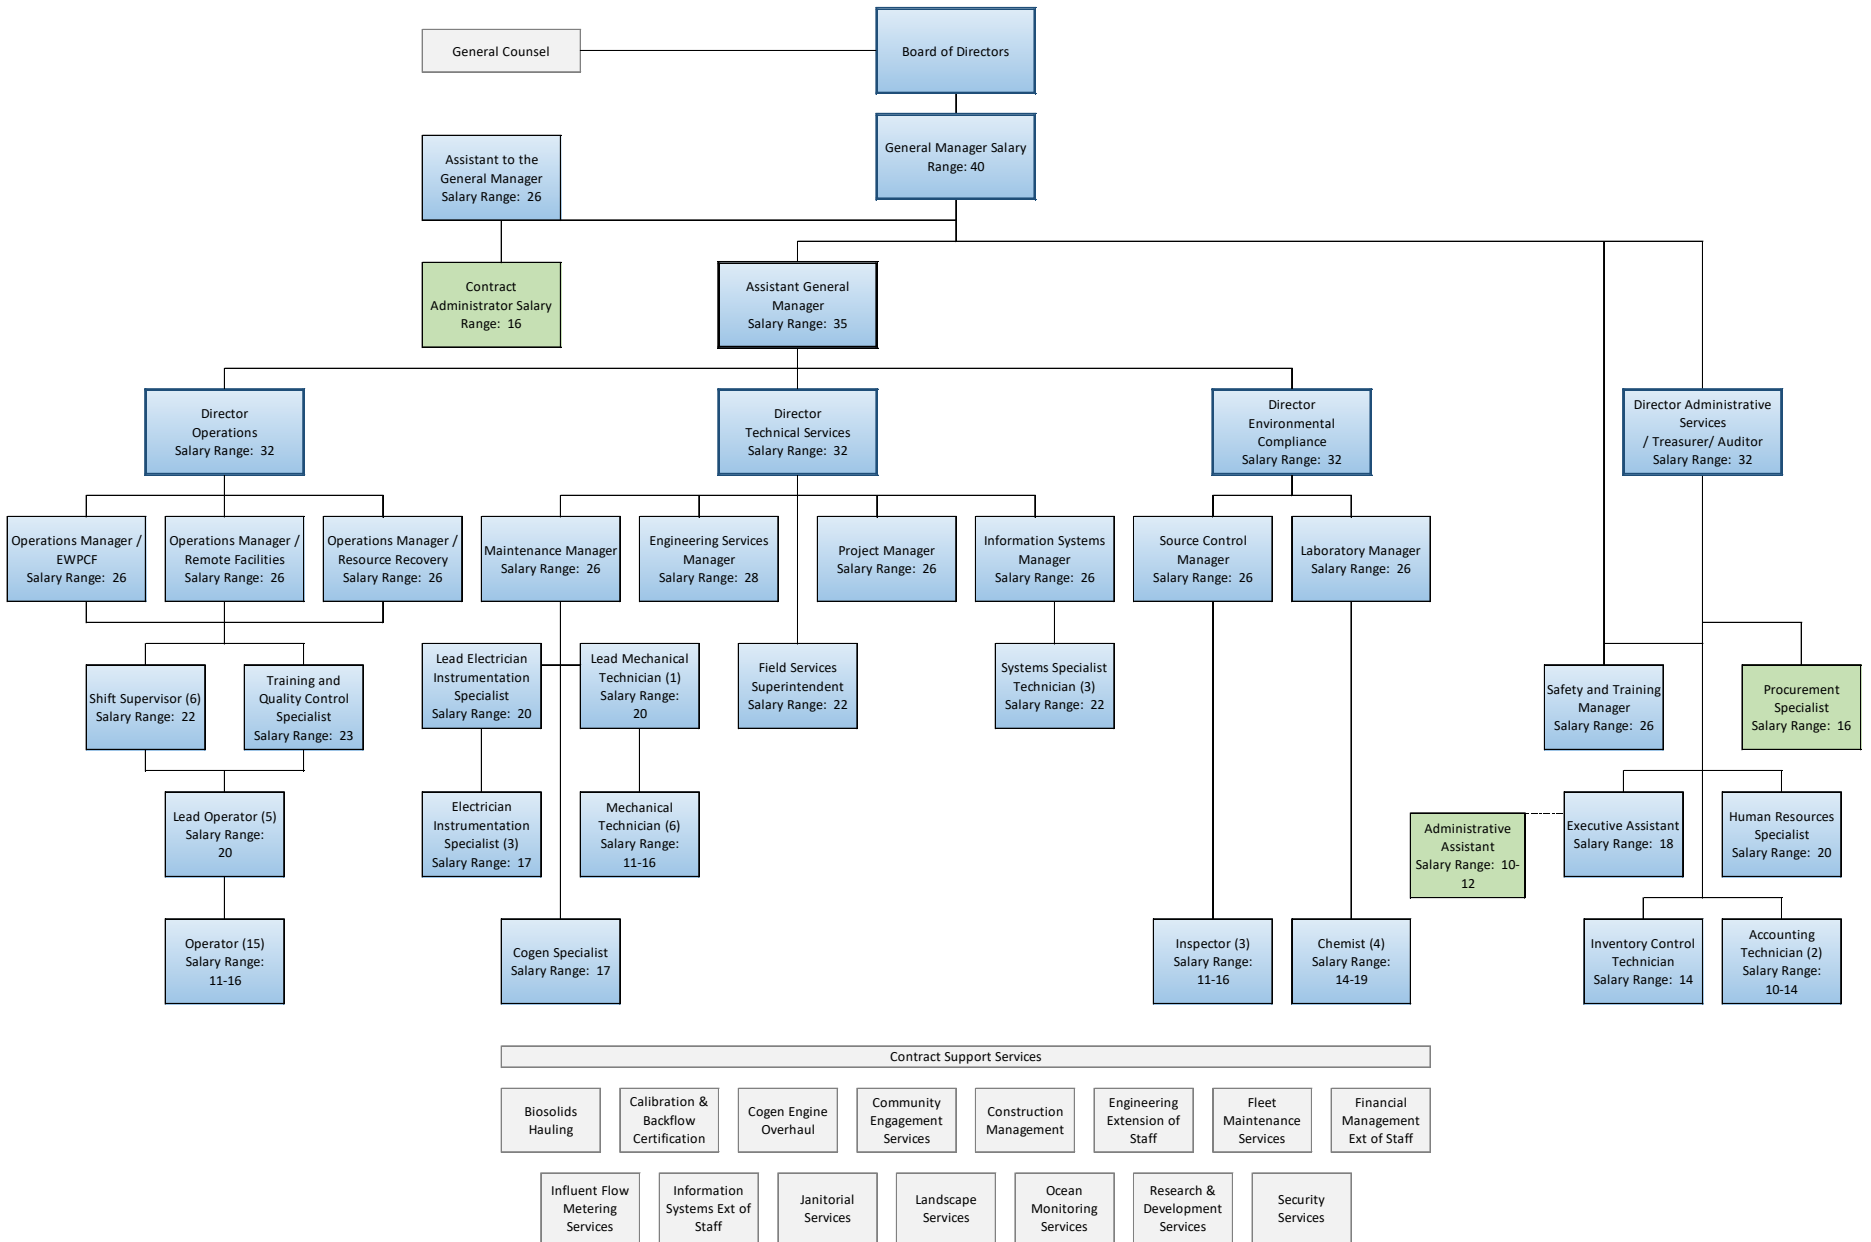 General Counsel
Board of Directors
General Manager Salary
Range: 40
Assistant to the
General Manager
Salary Range: 26
Contract
Administrator Salary
Range: 16
Assistant General
Manager
Salary Range: 35
Director
Operations
Salary Range: 32
Director
Technical Services
Salary Range: 32
Director
Environmental
Compliance
Salary Range: 32
Director Administrative
Services
/ Treasurer/ Auditor
Salary Range: 32
Operations Manager /
EWPCF
Salary Range: 26
Operations Manager /
Remote Facilities
Salary Range: 26
Operations Manager /
Resource Recovery
Salary Range: 26
Maintenance Manager
Salary Range: 26
Engineering Services
Manager
Salary Range: 28
Project Manager
Salary Range: 26
Information Systems
Manager
Salary Range: 26
Source Control
Manager
Salary Range: 26
Laboratory Manager
Salary Range: 26
Shift Supervisor (6)
Salary Range: 22
Training and
Quality Control
Specialist
Salary Range: 23
Lead Electrician
Instrumentation
Specialist
Salary Range: 20
Lead Mechanical
Technician (1)
Salary Range:
20
Field Services
Superintendent
Salary Range: 22
Systems Specialist
Technician (3)
Salary Range: 22
Safety and Training
Manager
Salary Range: 26
Procurement
Specialist
Salary Range: 16
Lead Operator (5)
Salary Range:
20
Electrician
Instrumentation
Specialist (3)
Salary Range: 17
Mechanical
Technician (6)
Salary Range:
11-16
Administrative
Assistant
Salary Range: 10-
12
Executive Assistant
Salary Range: 18
Human Resources
Specialist
Salary Range: 20
Operator (15)
Salary Range:
11-16
Cogen Specialist
Salary Range: 17
Inspector (3)
Salary Range:
11-16
Chemist (4)
Salary Range:
14-19
Inventory Control
Technician
Salary Range: 14
Accounting
Technician (2)
Salary Range:
10-14
Contract Support Services
Biosolids
Hauling
Calibration &
Backflow
Certification
Cogen Engine
Overhaul
Community
Engagement
Services
Construction
Management
Engineering
Extension of
Staff
Fleet
Maintenance
Services
Financial
Management
Ext of Staff
Influent Flow
Metering
Services
Information
Systems Ext of
Staff
Janitorial
Services
Landscape
Services
Ocean
Monitoring
Services
Research &
Development
Services
Security
Services